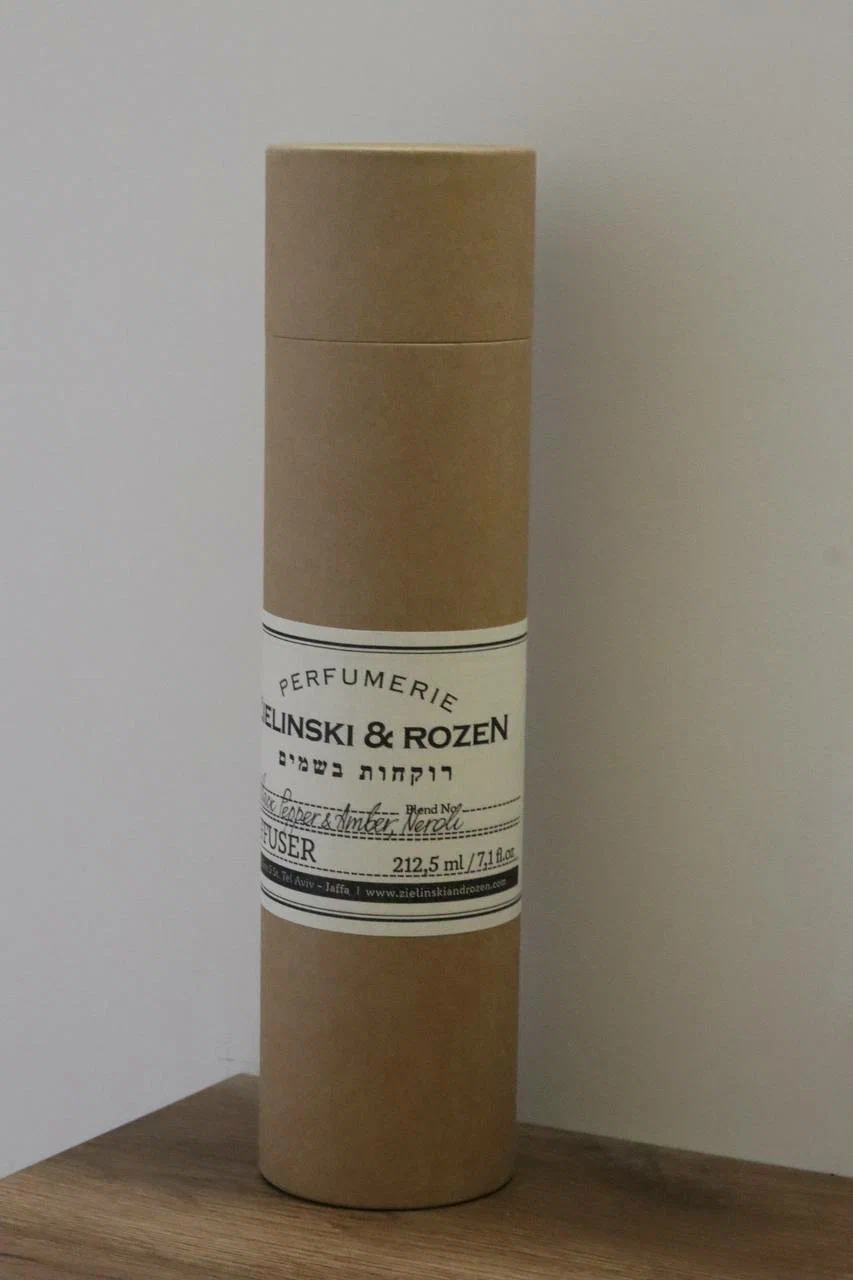 PERFUMERIE
ZIELINSKI & ROZEN
רוקחות בשמים
Blend No:
Pepper & Amber, Neroli
FUSER
212,5 ml / 7,1 fl.oz
St. Tel Aviv - Jaffa | www.zielinskiandrozen.com